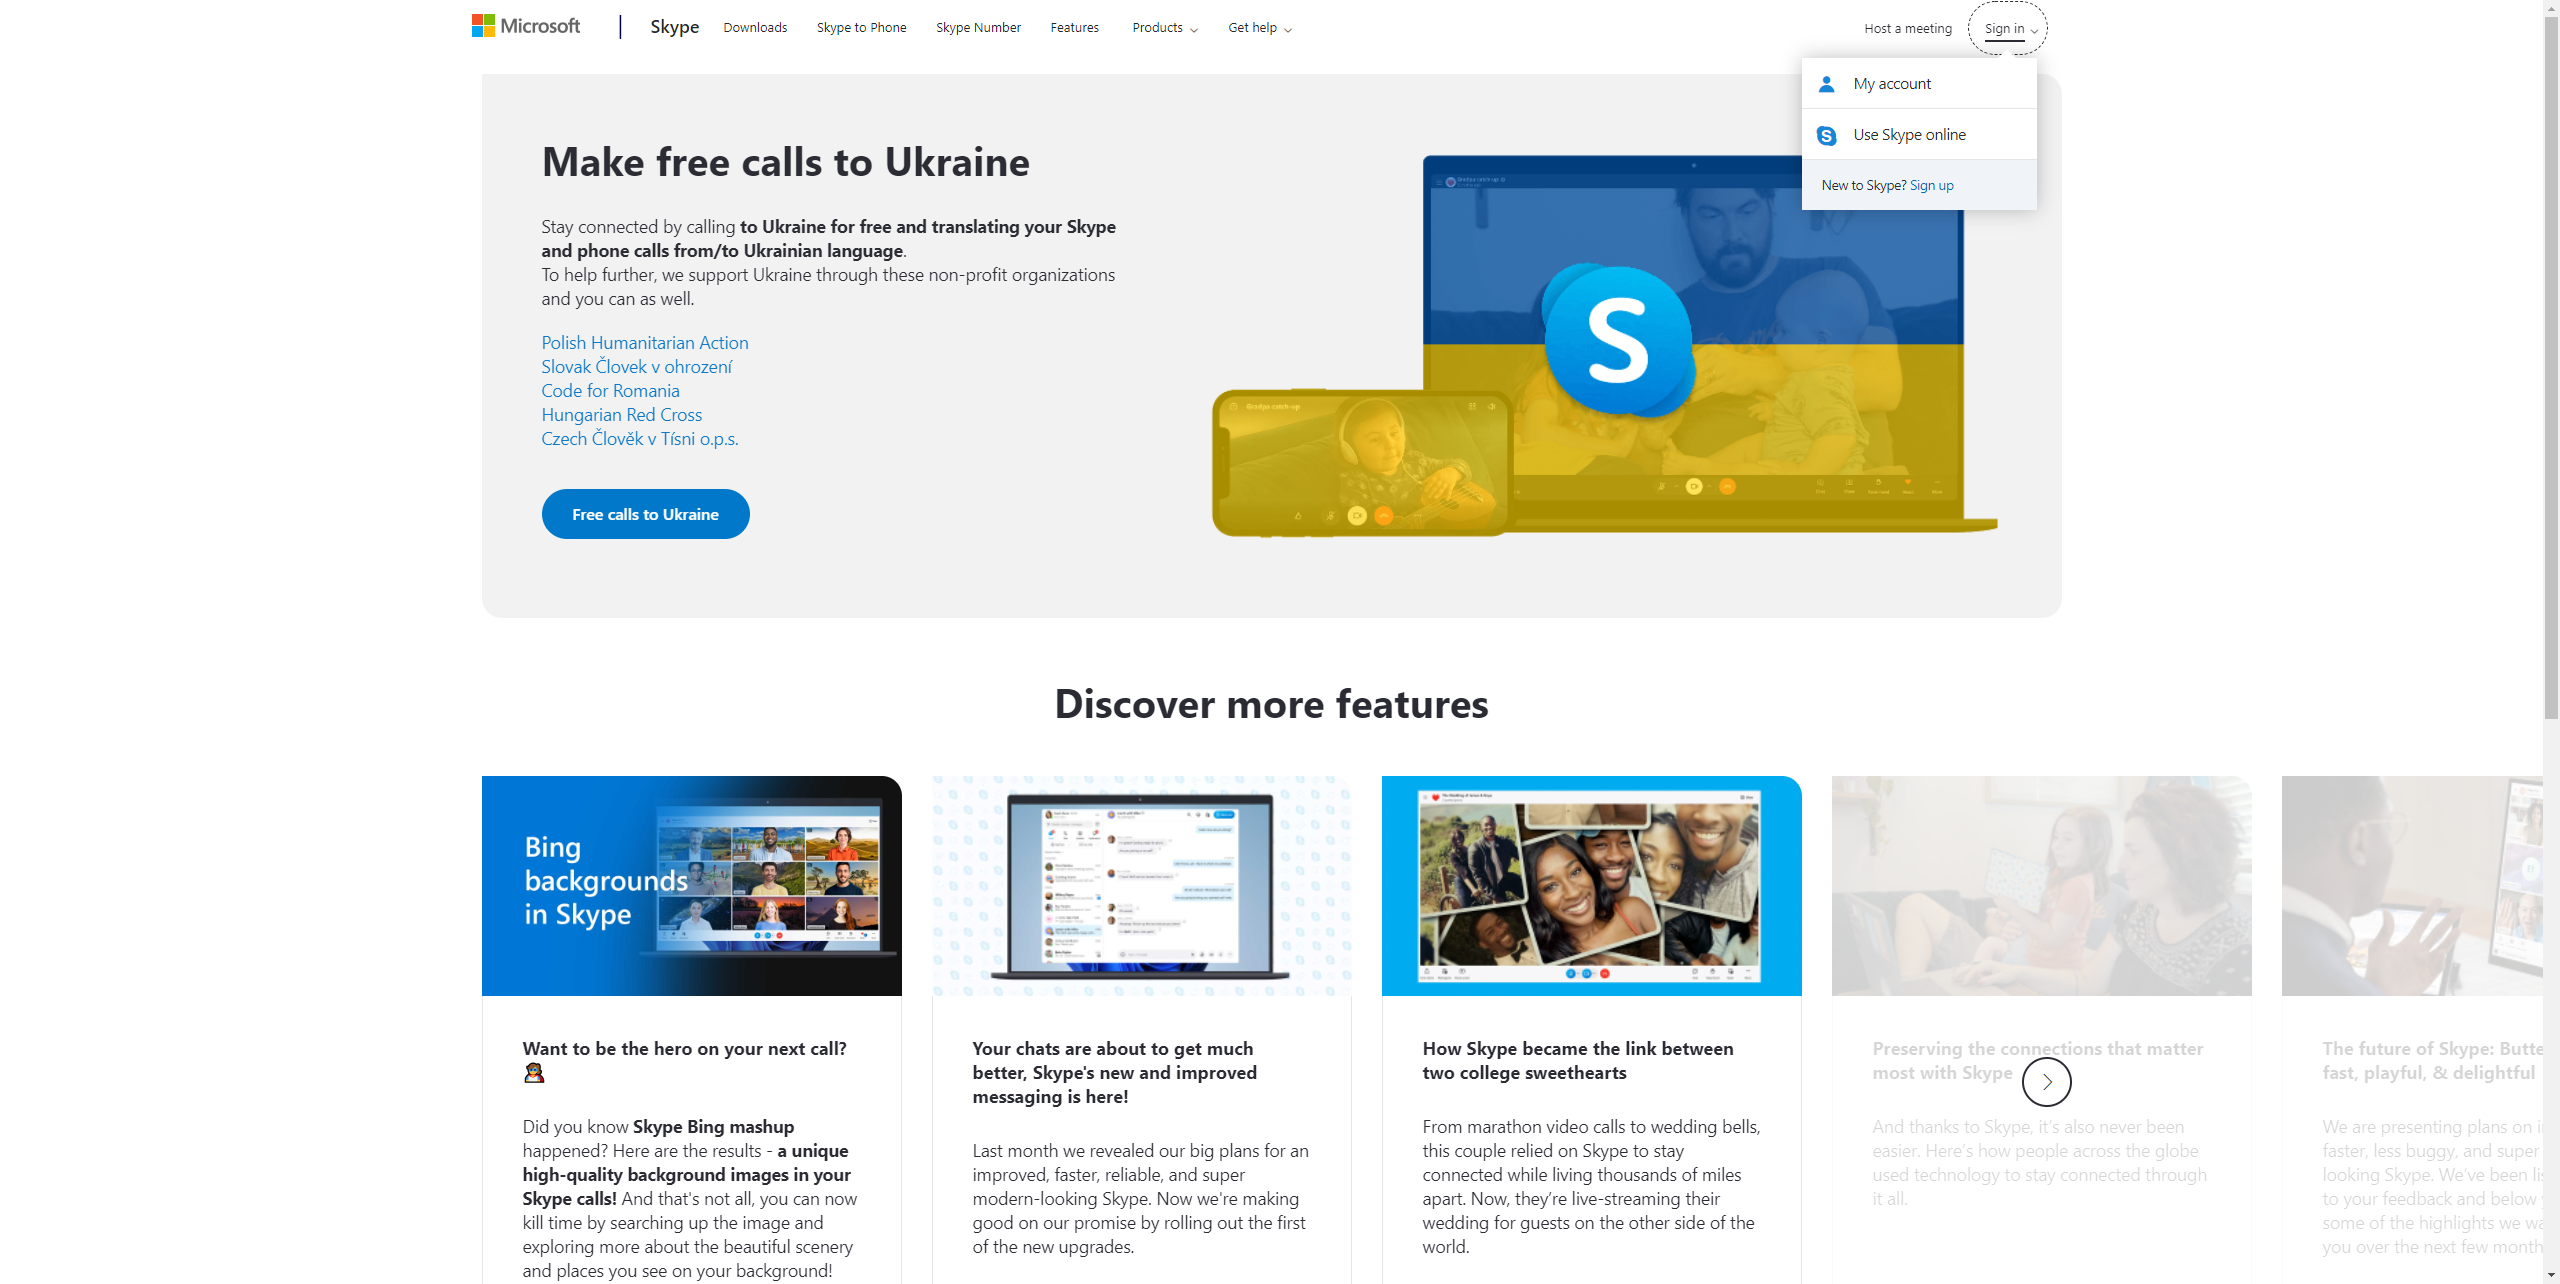 Microsoft
Skype
Downloads
Skype to Phone
Skype Number
Features
Products
Get help
Host a meeting
Sign in
My account
Use Skype online
New to Skype? Sign up
Make free calls to Ukraine
Stay connected by calling to Ukraine for free and translating your Skype
and phone calls from/to Ukrainian language.
To help further, we support Ukraine through these non-profit organizations
and you can as well.
Polish Humanitarian Action
Slovak Človek v ohrození
Code for Romania
Hungarian Red Cross
Czech Člověk v Tísni o.p.s.
Free calls to Ukraine
S
Discover more features
Bing
backgrounds
in Skype
Want to be the hero on your next call?
Did you know Skype Bing mashup
happened? Here are the results - a unique
high-quality background images in your
Skype calls! And that's not all, you can now
kill time by searching up the image and
exploring more about the beautiful scenery
and places you see on your background!
Your chats are about to get much
better, Skype's new and improved
messaging is here!
Last month we revealed our big plans for an
improved, faster, reliable, and super
modern-looking Skype. Now we're making
good on our promise by rolling out the first
of the new upgrades.
How Skype became the link between
two college sweethearts
From marathon video calls to wedding bells,
this couple relied on Skype to stay
connected while living thousands of miles
apart. Now, they’re live-streaming their
wedding for guests on the other side of the
world.
Preserving the connections that matter
most with Skype
And thanks to Skype, it's also never been
easier. Here's how people across the globe
used technology to stay connected through
it all.
The future of Skype:
fast, playful, & delightful
We are presenting plans on
faster, less buggy, and super
looking Skype. We've been
to your feedback and below
some of the highlights we
you over the next few